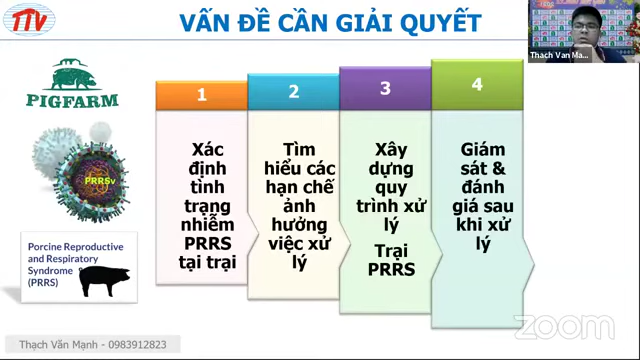 TTV
VẤN ĐỀ CẦN GIẢI QUYẾT
Thach Van Ma...
PIGFARM
PRRSv
Porcine Reproductive
and Respiratory
Syndrome
(PRRS)
1
Xác
định
tình
trạng
nhiễm
PRRS
tại trại
2
Tìm
hiểu các
hạn chế
ảnh
hưởng
việc xử
lý
3
Xây
dựng
quy
trình xử
lý
Trại
PRRS
4
Giám
sát & 
đánh
giá sau
khi xử
lý
Thạch Văn Mạnh - 0983912823
zoom